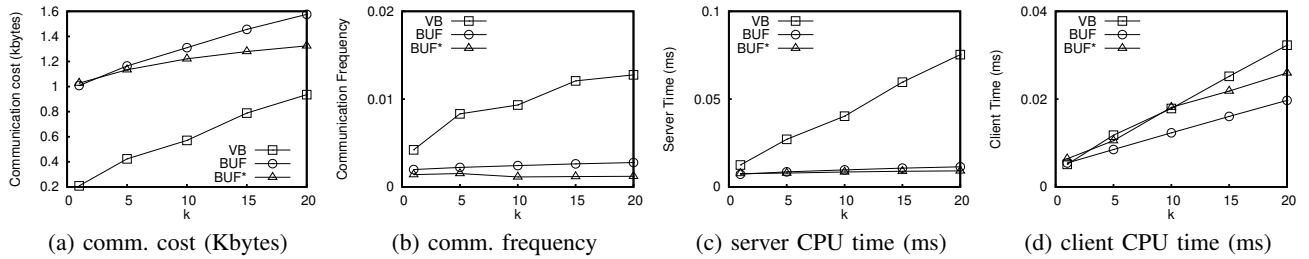 Communication cost (kbytes)
1.6
1.4
1.2
1
0.8
0.6
0.4
0.2
0 5 10 15 20
k
VB
BUF
BUF*
(a) comm. cost (Kbytes)
Communication Frequency
0.02
0.01
0
0 5 10 15 20
k
VB
BUF
BUF*
(b) comm. frequency
Server Time (ms)
0.1
0.05
0
0 5 10 15 20
k
VB
BUF
BUF*
(c) server CPU time (ms)
Client Time (ms)
0.04
0.02
0
0 5 10 15 20
k
VB
BUF
BUF*
(d) client CPU time (ms)